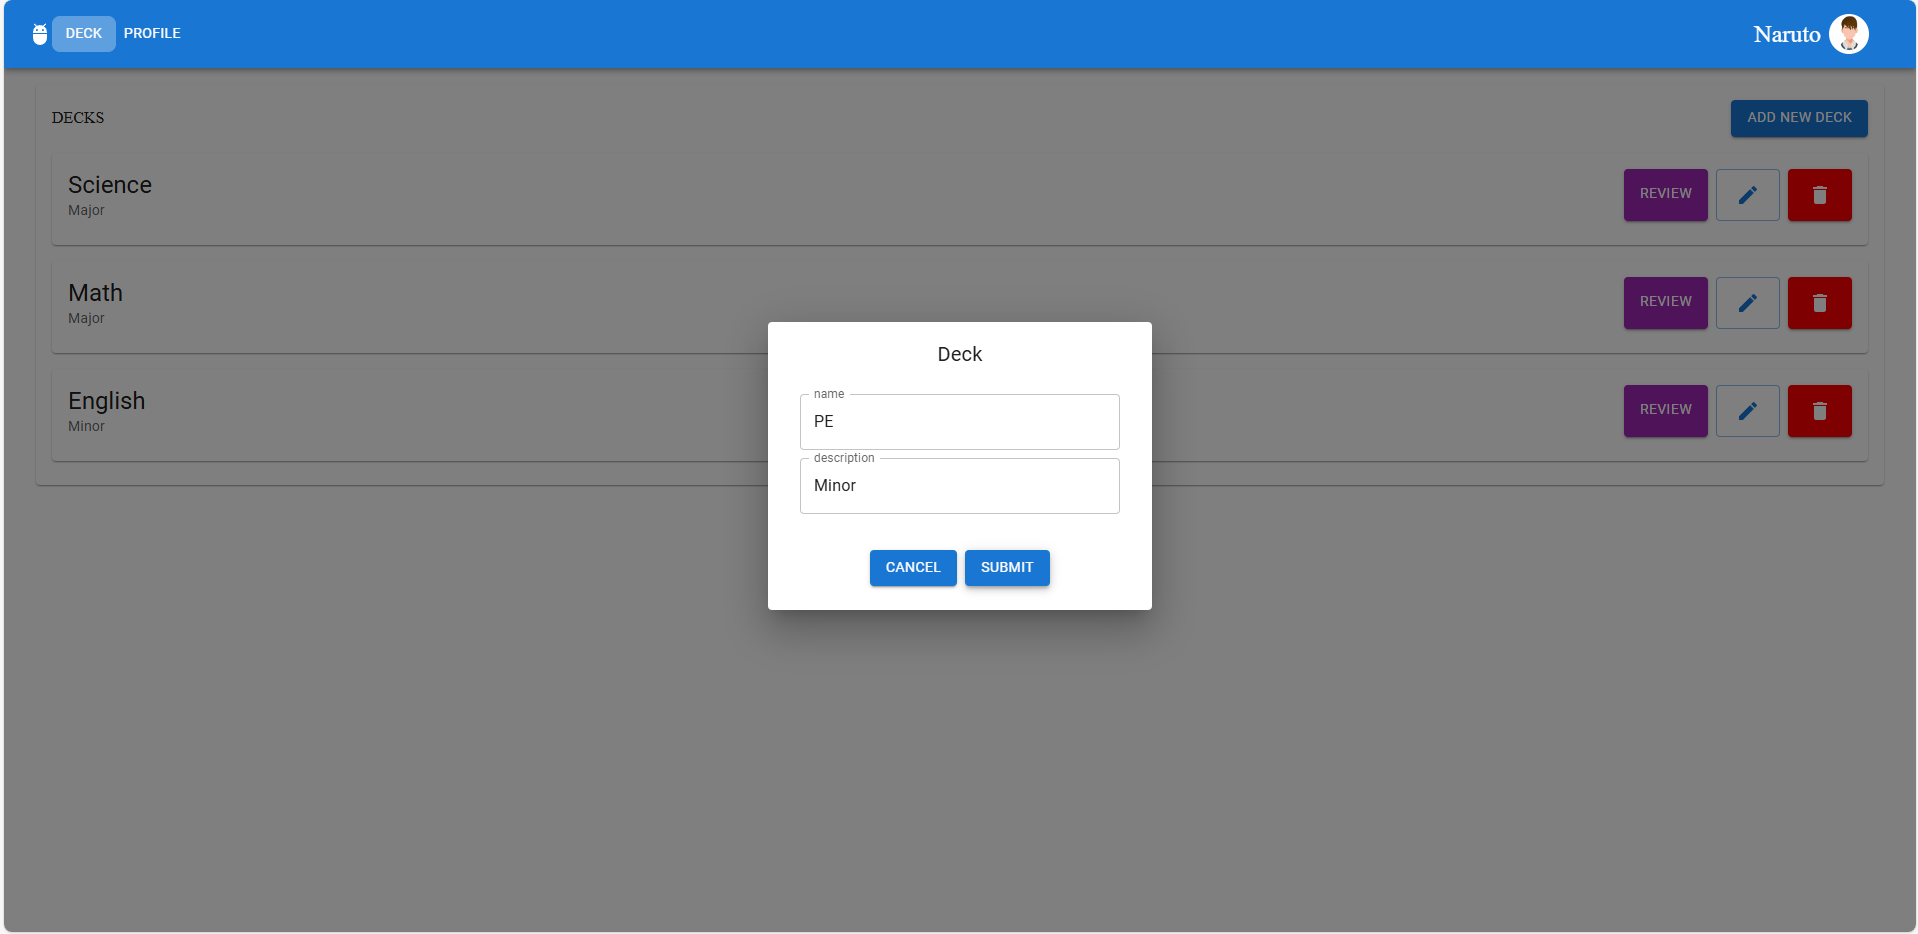 DECK PROFILE Naruto
DECKS ADD NEW DECK
Science
Major
REVIEW
Math
Major
REVIEW
English
Minor
REVIEW
Deck
name
PE
description
Minor
CANCEL SUBMIT